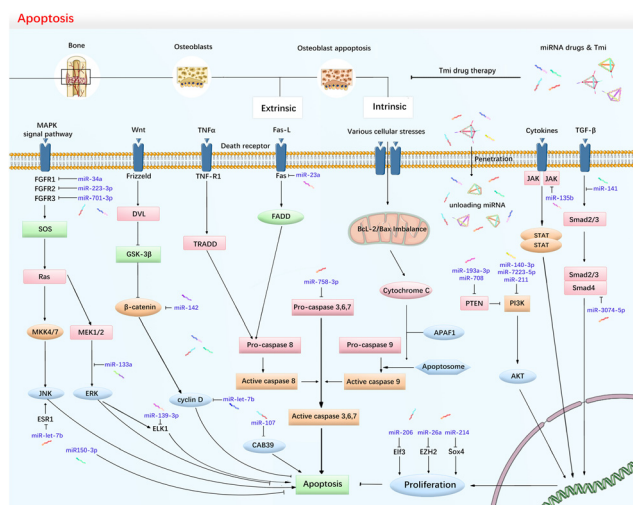 Apoptosis
Bone
Osteoblasts
Osteoblast appoptosis
miRNA drugs & Tmi
Tmi drug therapy
Extrinsic
Intrinsic
MAPK
signal pathway
Wnt
TNFα
Fas-L
Various cellular stresses
Cytokines
TGF-β
Death receptor
Penetration
FGFR1
miR-34a
FGFR2
miR-223-3p
FGFR3
miR-701-3p
Frizzeld
TNF-R1
Fas
miR-23a
JAK
JAK
miR-135b
miR-141
unloading miRNA
SOS
DVL
FADD
TRADD
BcL-2/Bax Imbalance
STAT
STAT
Smad2/3
GSK-3β
Ras
miR-758-3p
Cytochrome C
miR-193a-3p
miR-708
miR-140-3p
miR-7223-5p
miR-211
Smad2/3
Smad4
β-catenin
miR-142
Pro-caspase 3,6,7
PTEN
PI3K
miR-3074-5p
MKK4/7
MEK1/2
Pro-caspase 8
Pro-caspase 9
APAF1
miR-133a
Apoptosome
AKT
Active caspase 8
Active caspase 9
JNK
ERK
cyclin D
miR-let-7b
ESR1
miR-let-7b
miR-139-3p
ELK1
miR-107
CAB39
Active caspase 3,6,7
miR-206
miR-26a
miR-214
Elf3
EZH2
Sox4
miR150-3p
Apoptosis
Proliferation